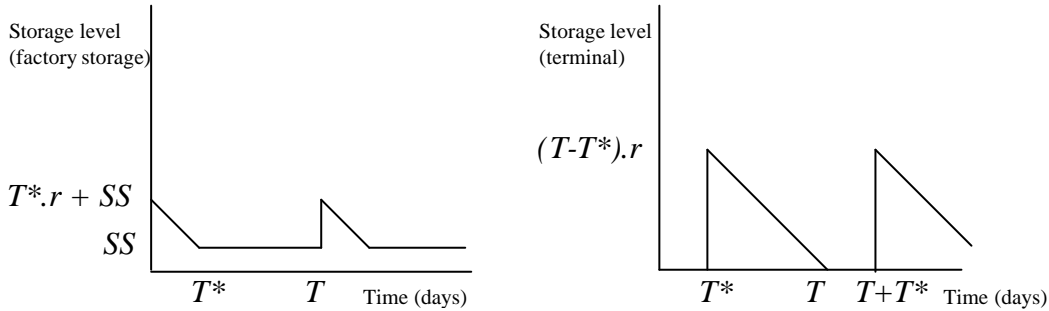 Storage level
(factory storage)
T*.r + SS
SS
T*
T
Time (days)
Storage level
(terminal)
(T-T*).r
T*
T
T+T*
Time (days)